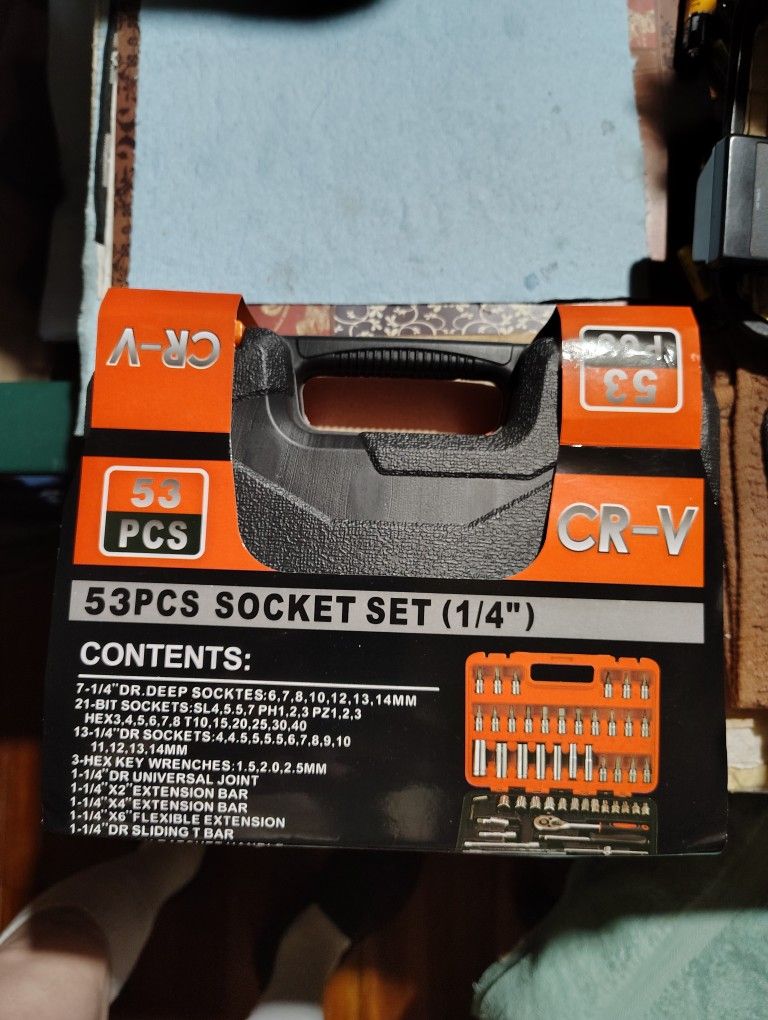 CR-V
53
PCS
53
PCS
CR-V
53PCS SOCKET SET (1/4")
CONTENTS:
7-1/4"DR.DEEP SOCKTES:6,7,8,10,12,13,14MM
21-BIT SOCKETS:SL4,5.5,7 PH1,2,3 PZ1,2,3
HEX3,4,5,6,7,8 T10,15,20,25,30,40
13-1/4"DR SOCKETS:4,4.5,5,5.5,6,7,8,9,10
11,12,13,14MM
3-HEX KEY WRENCHES:1.5,2.0,2.5MM
1-1/4"DR UNIVERSAL JOINT
1-1/4"X2"EXTENSION BAR
1-1/4"X4"EXTENSION BAR
1-1/4"X6"FLEXIBLE EXTENSION
1-1/4"DR SLIDING T BAR